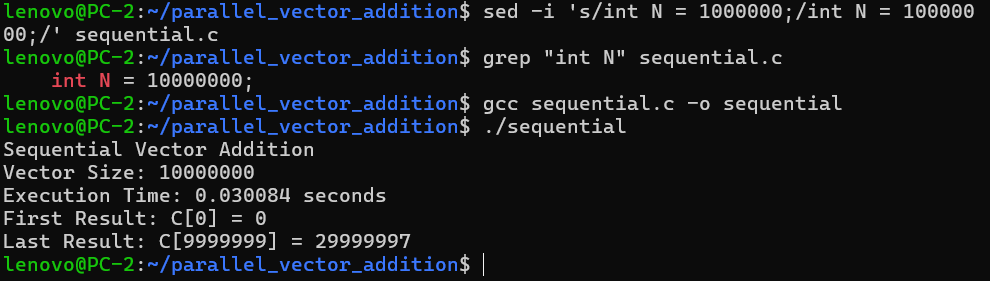 lenovo@PC-2:~/parallel_vector_addition$ sed -i 's/int N = 1000000;/int N = 100000
00;/' sequential.c
lenovo@PC-2:~/parallel_vector_addition$ grep "int N" sequential.c
    int N = 10000000;
lenovo@PC-2:~/parallel_vector_addition$ gcc sequential.c -o sequential
lenovo@PC-2:~/parallel_vector_addition$ ./sequential
Sequential Vector Addition
Vector Size: 10000000
Execution Time: 0.030084 seconds
First Result: C[0] = 0
Last Result: C[9999999] = 29999997
lenovo@PC-2:~/parallel_vector_addition$